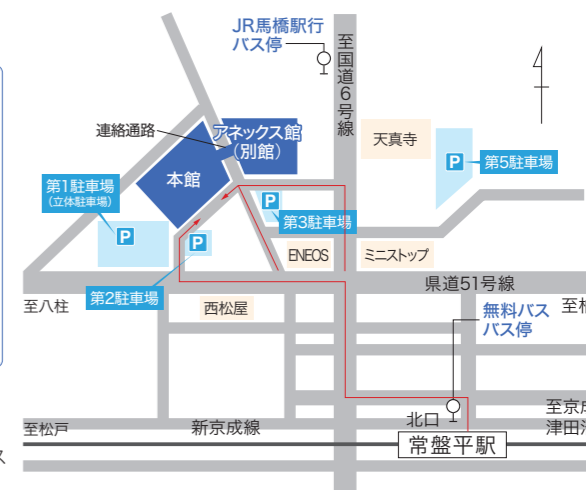 JR馬橋駅行
バス停
至国道6号線
天真寺
連絡通路
アネックス館
(別館)
本館
P
第5駐車場
第1駐車場
(立体駐車場)
P
P
第3駐車場
P
第2駐車場
ENEOS
ミニストップ
県道51号線
至八柱
西松屋
無料バス
バス停
至
北口
至京成
至松戸
新京成線
常盤平駅
ス